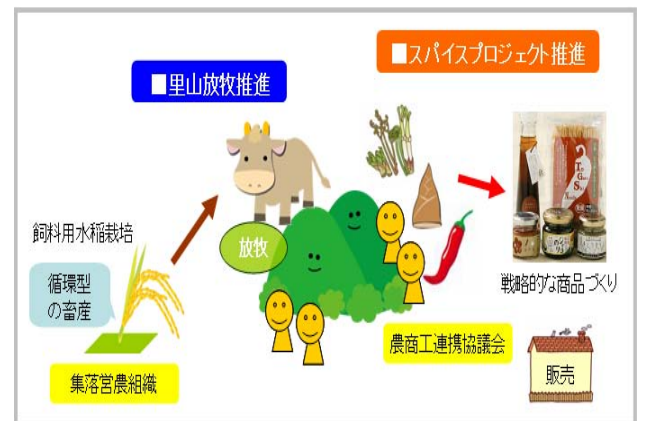 ■スパイスプロジェクト推進
■里山放牧推進
飼料用水稲栽培
放牧
循環型
の畜産
戦略的な商品づくり
農商工連携協議会
集落営農組織
販売